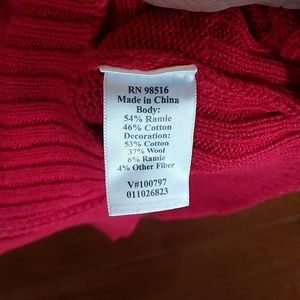 RN 98516
Made in China
Body:
54% Ramie
46% Cotton
Decoration:
53% Cotton
37% Wool
6% Ramie
4% Other Fiber
V#100797
011026823